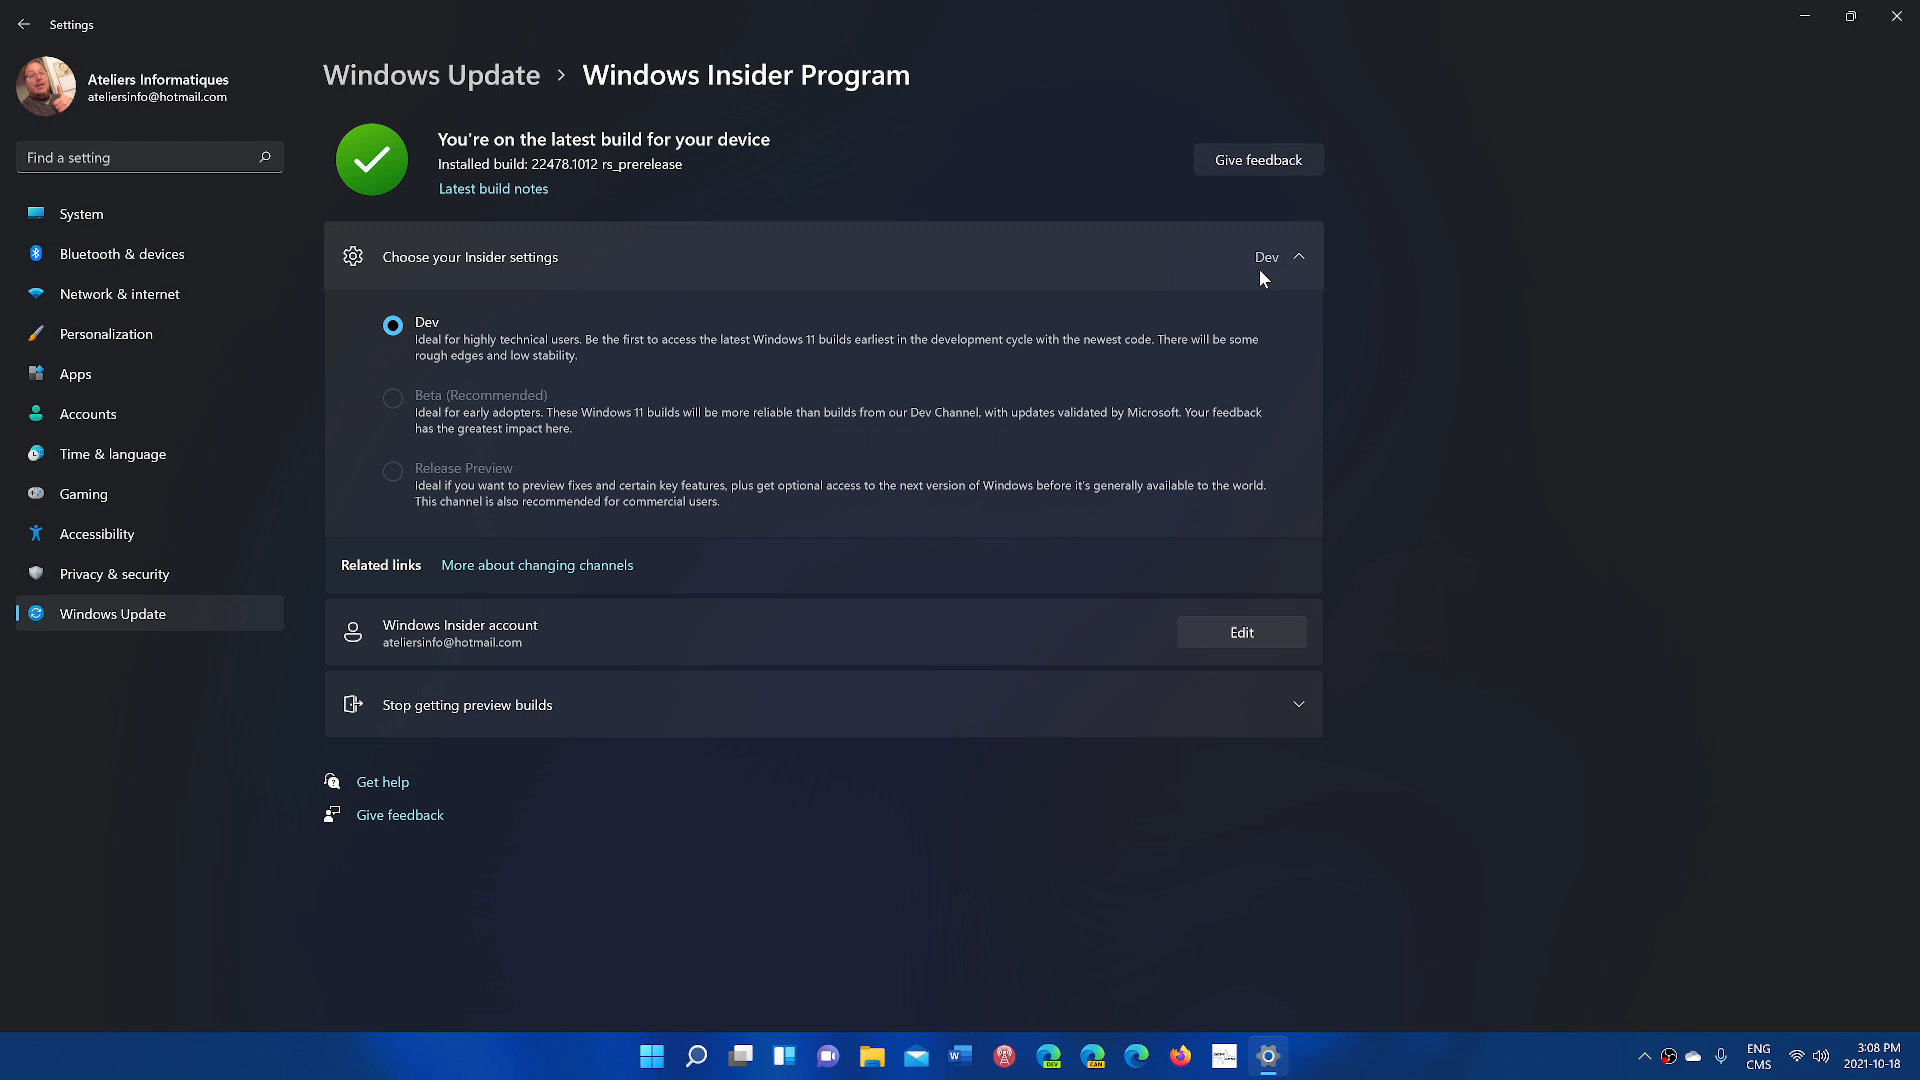 Settings
Ateliers Informatiques
ateliersinfo@hotmail.com
Find a setting
System
Bluetooth & devices
Network & internet
Personalization
Apps
Accounts
Time & language
Gaming
Accessibility
Privacy & security
Windows Update
Windows Update > Windows Insider Program
You're on the latest build for your device
Installed build: 22478.1012 rs_prerelease
Latest build notes
Give feedback
Choose your Insider settings
Dev
Dev
Ideal for highly technical users. Be the first to access the latest Windows 11 builds earliest in the development cycle with the newest code. There will be some
rough edges and low stability.
Beta (Recommended)
Ideal for early adopters. These Windows 11 builds will be more reliable than builds from our Dev Channel, with updates validated by Microsoft. Your feedback
has the greatest impact here.
Release Preview
Ideal if you want to preview fixes and certain key features, plus get optional access to the next version of Windows before it's generally available to the world.
This channel is also recommended for commercial users.
Related links More about changing channels
Windows Insider account
ateliersinfo@hotmail.com
Edit
Stop getting preview builds
Get help
Give feedback
W
DEV
CAN
ENG
CMS
3:08 PM
2021-10-18